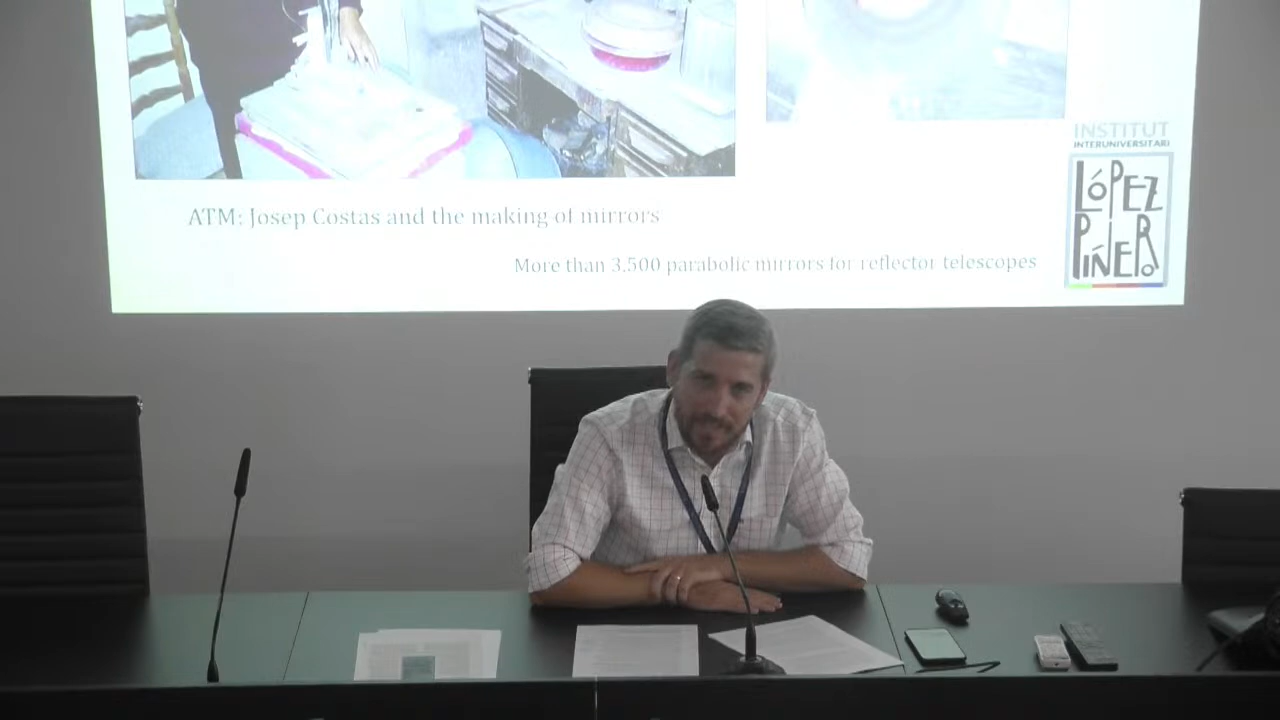 INSTITUT
INTERUNIVERSITARI
LÓPEZ
PIÑERO
ATM: Josep Costas and the making of mirrors
More than 3.500 parabolic mirrors for reflector telescopes